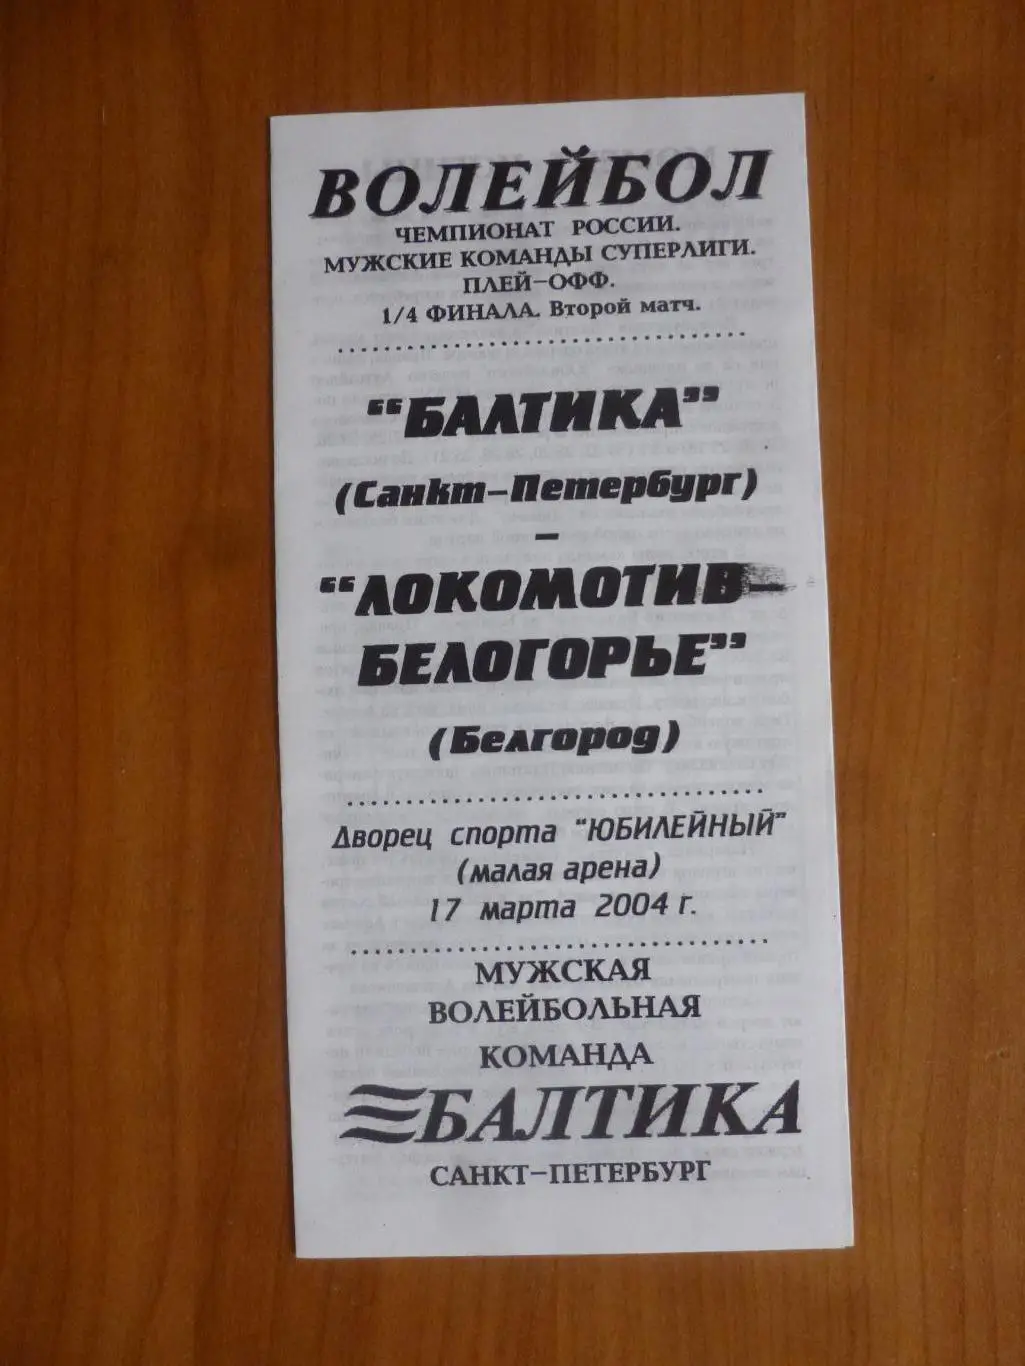 ВОЛЕЙБОЛ
ЧЕМПИОНАТ РОССИИ.
МУЖСКИЕ КОМАНДЫ СУПЕРЛИГИ.
ПЛЕЙ-ОФФ.
1/4 ФИНАЛА. Второй матч.
“БАЛТИКА”
(Санкт-Петербург)
-
“ЛОКОМОТИВ-
БЕЛОГОРЬЕ”
(Белгород)
Дворец спорта "ЮБИЛЕЙНЫЙ"
(малая арена)
17 марта 2004 г.
МУЖСКАЯ
ВОЛЕЙБОЛЬНАЯ
КОМАНДА
БАЛТИКА
САНКТ-ПЕТЕРБУРГ